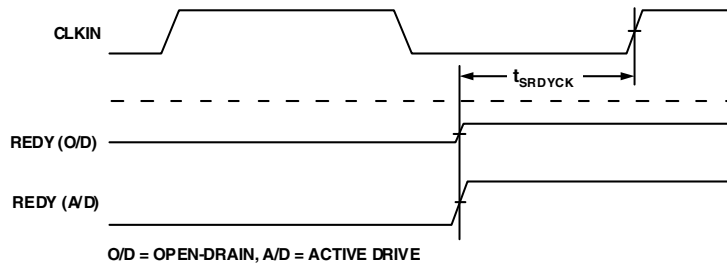 CLKIN
tSRDYCK
REDY (O/D)
REDY (A/D)
O/D = OPEN-DRAIN, A/D = ACTIVE DRIVE